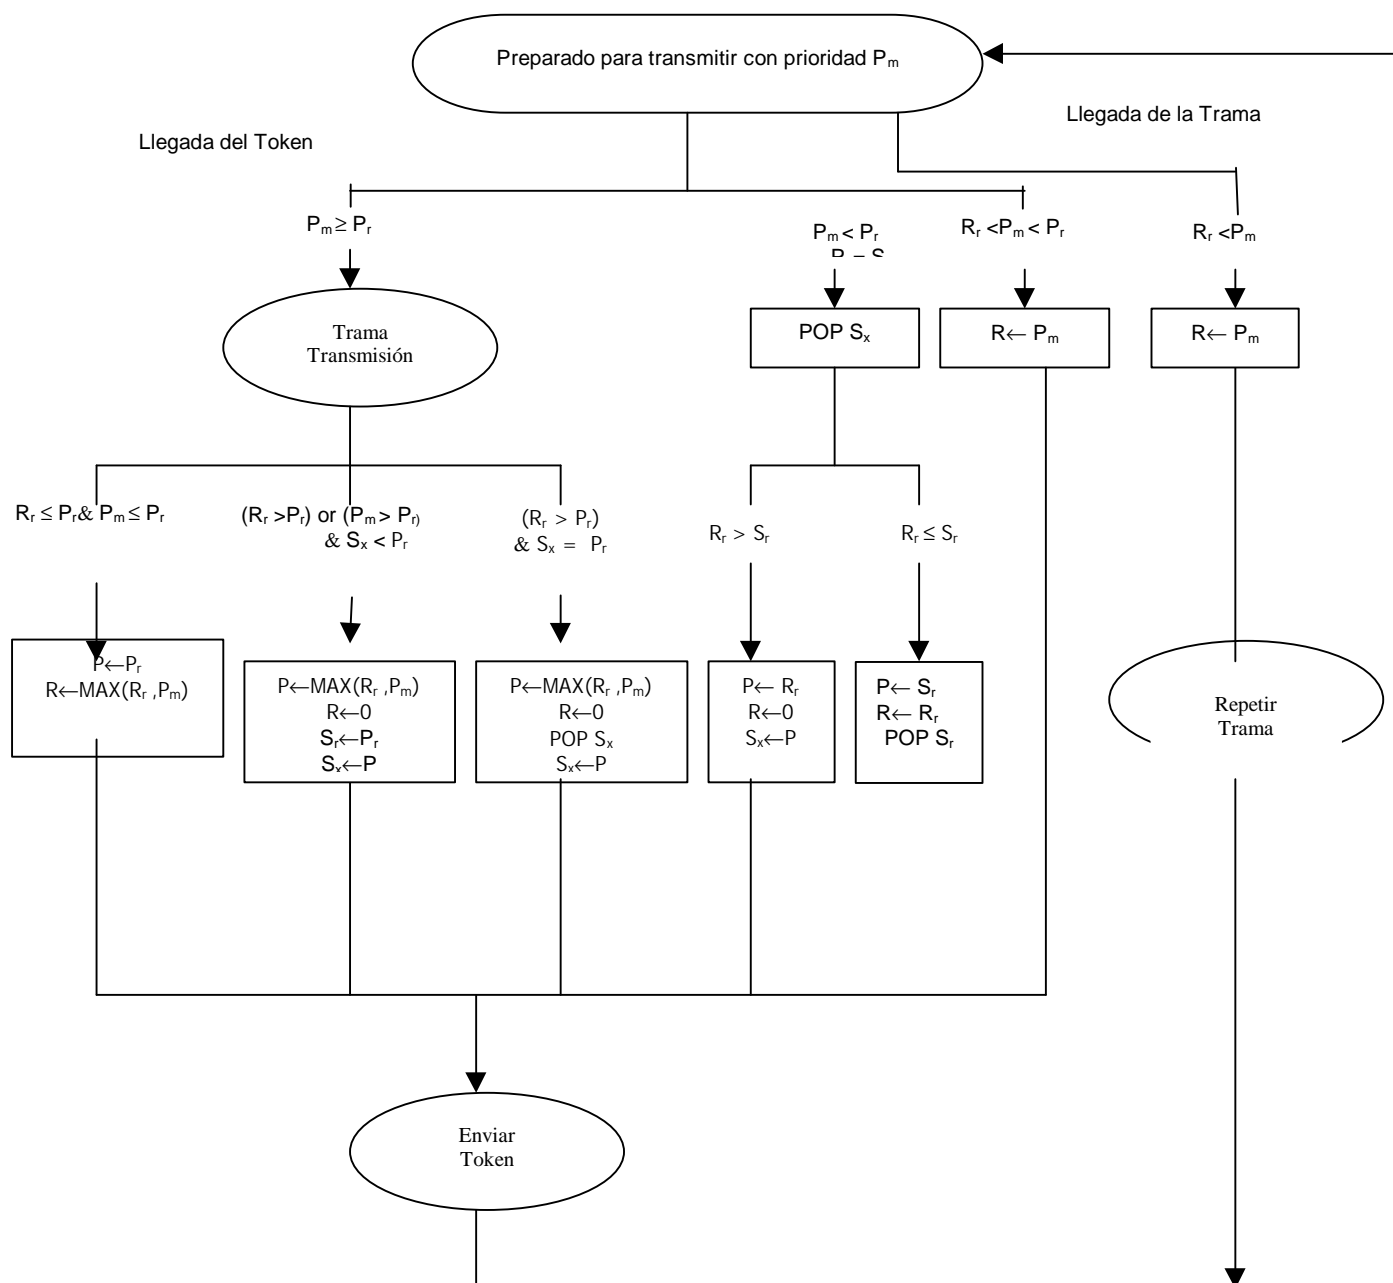 Preparado para transmitir con prioridad Pm
Llegada de la Trama
Llegada del Token
Pm ≥ Pr
Pm < Pr
Rr <Pm < Pr
Rr <Pm
Trama
Transmisión
POP Sx
R← Pm
R← Pm
Rr ≤ Pr& Pm ≤ Pr
(Rr >Pr) or (Pm > Pr)
& Sx < Pr
(Rr > Pr)
& Sx = Pr
Rr > Sr
Rr ≤ Sr
P←Pr
R←MAX(Rr ,Pm)
P←MAX(Rr ,Pm)
R←0
Sr←Pr
Sx←P
P←MAX(Rr ,Pm)
R←0
POP Sx
Sx←P
P← Rr
R←0
Sx←P
P← Sr
R← Rr
POP Sr
Repetir
Trama
Enviar
Token